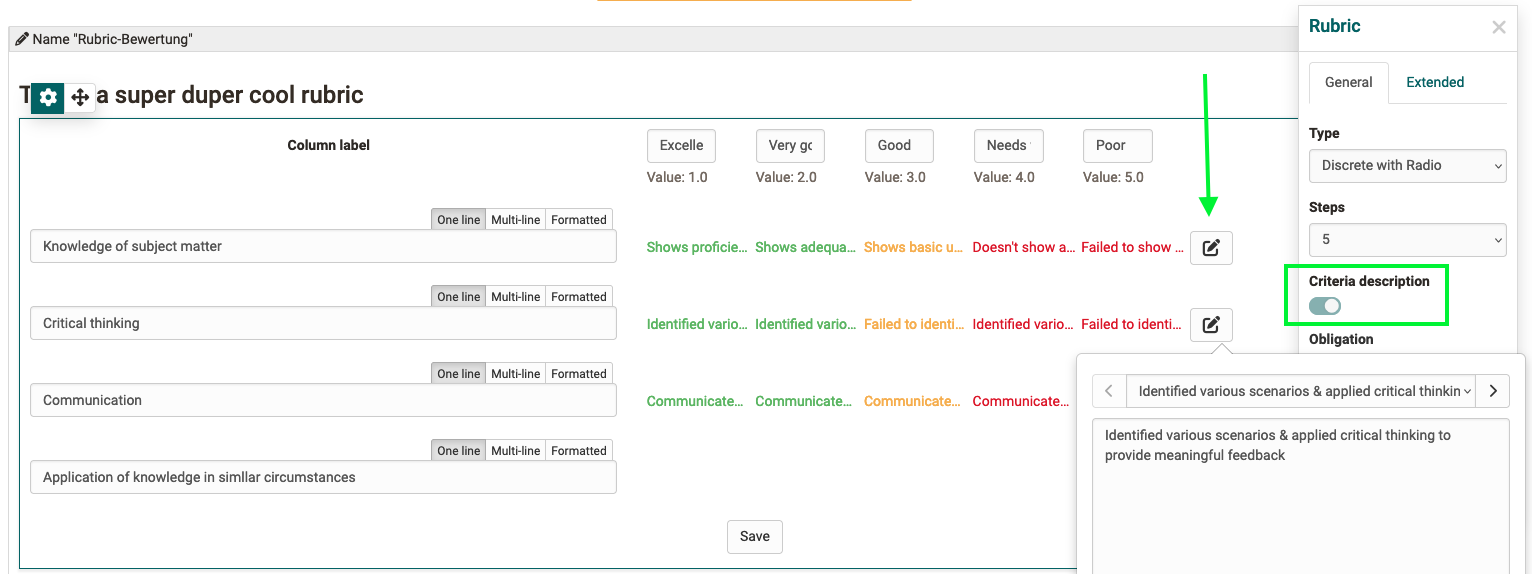 Name "Rubric-Bewertung"
a super duper cool rubric
Column label
Excelle
Very gc
Good
Needs
Poor
Value: 1.0
Value: 2.0
Value: 3.0
Value: 4.0
Value: 5.0
One line Multi-line Formatted
Knowledge of subject matter
Shows proficie... Shows adequa... Shows basic u... Doesn't show a... Failed to show ...
One line Multi-line Formatted
Critical thinking
Identified vario... Identified vario... Failed to identi... Identified vario... Failed to identi...
One line Multi-line Formatted
Communication
Communicate... Communicate... Communicate... Communicate...
One line Multi-line Formatted
Application of knowledge in simllar circumstances
Save
Rubric
General Extended
Type
Discrete with Radio
Steps
5
Criteria description
Obligation
Identified various scenarios & applied critical thinkin
Identified various scenarios & applied critical thinking to
provide meaningful feedback